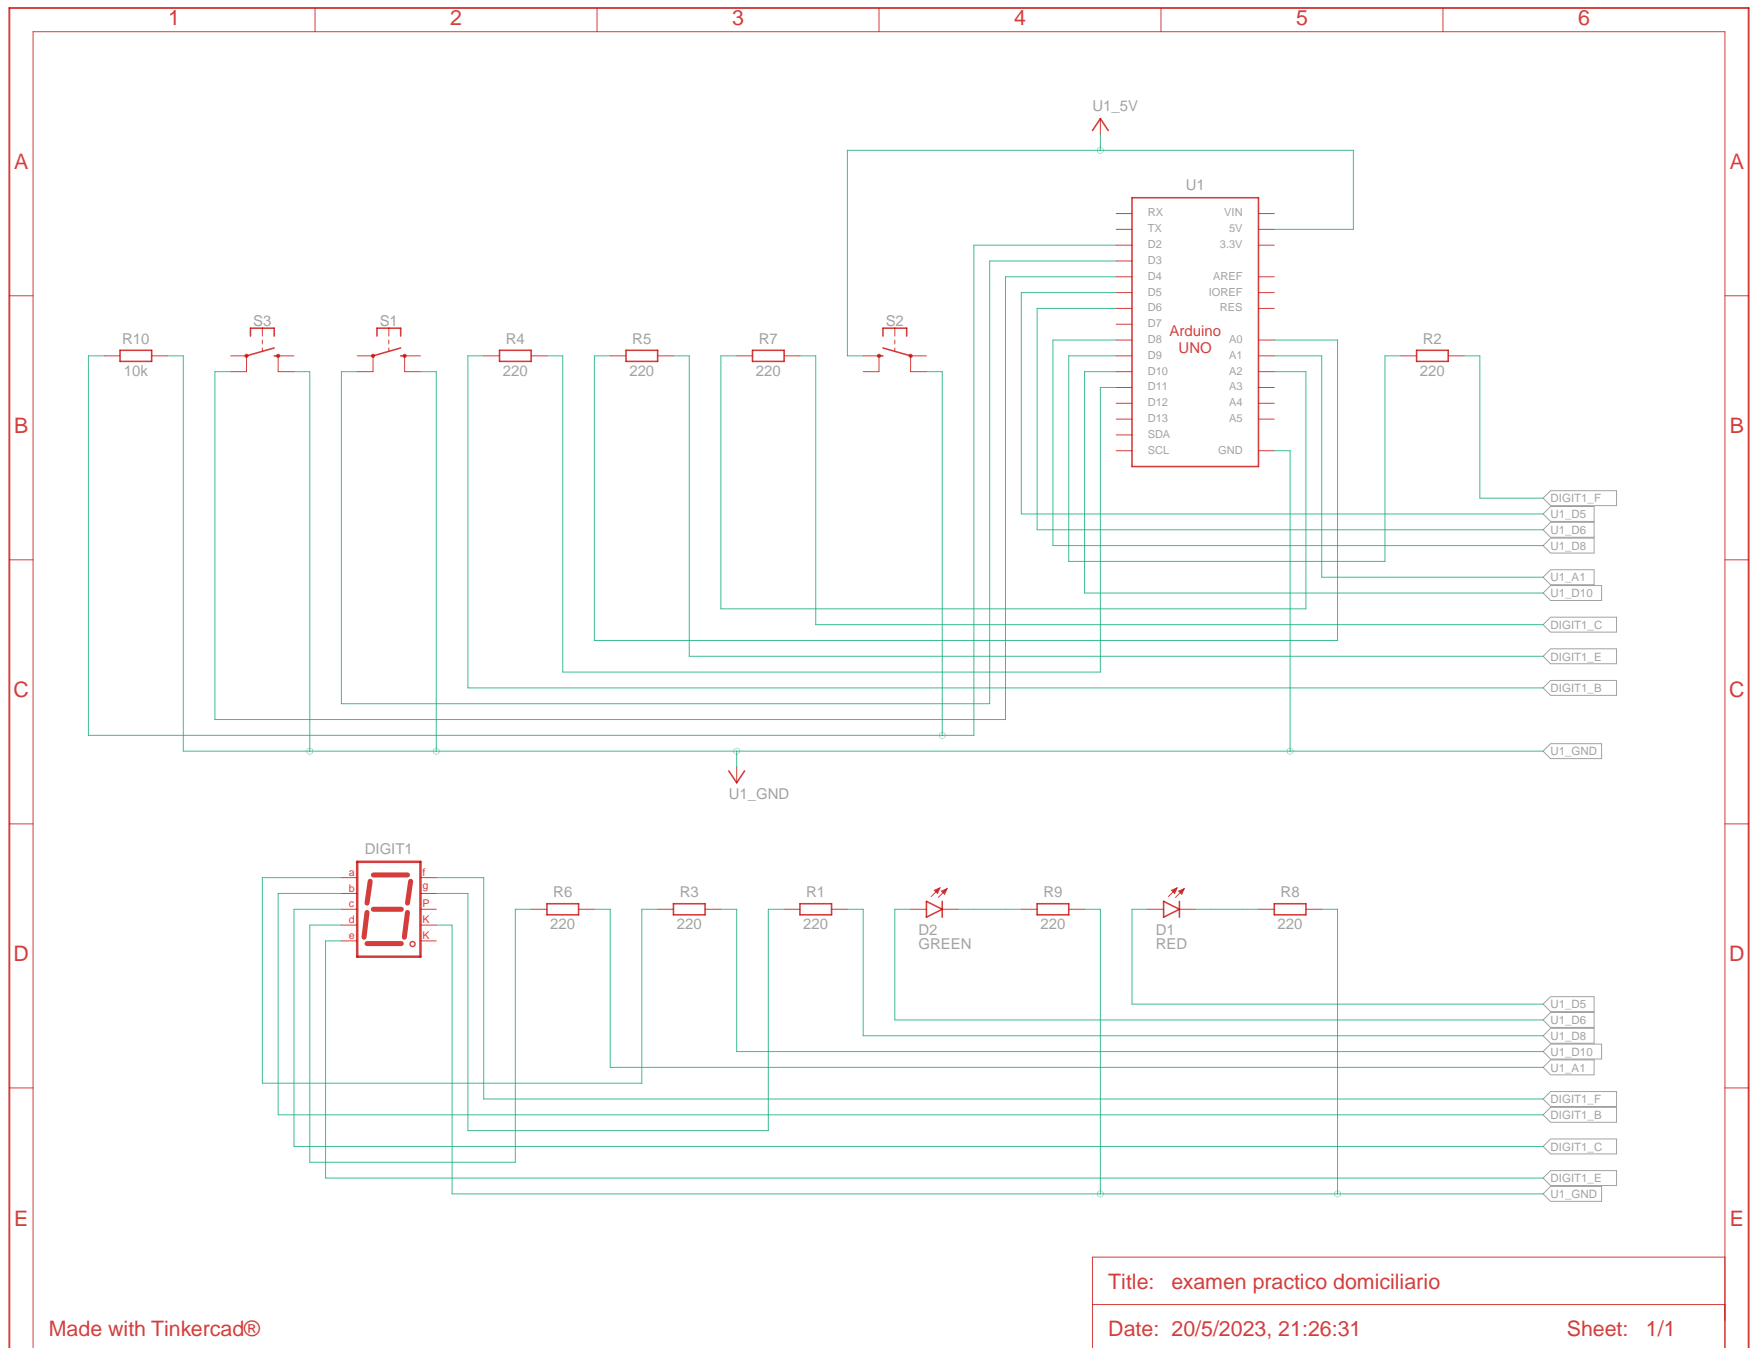 1 2 3 4 5 6
U1_5V
A A
U1
RX VIN
TX 5V
D2 3.3V
D3
D4 AREF
D5 IOREF
D6 RES
D7
Arduino
UNO
D8 A0
D9 A1
D10 A2
D11 A3
D12 A4
D13 A5
SDA
SCL GND
S3 S1 S2
R10 R4 R5 R7 R2
10k 220 220 220 220
B B
DIGIT1_F
U1_D5
U1_D6
U1_D8
U1_A1
U1_D10
DIGIT1_C
DIGIT1_E
DIGIT1_B
C C
U1_GND
U1_GND
DIGIT1
a f
b g
c P
d K
e K
R6 R3 R1 R9 R8
220 220 220 220 220
D2
GREEN
D1
RED
D D
U1_D5
U1_D6
U1_D8
U1_D10
U1_A1
DIGIT1_F
DIGIT1_B
DIGIT1_C
DIGIT1_E
U1_GND
E E
Title: examen practico domiciliario
Made with Tinkercad®
Date: 20/5/2023, 21:26:31 Sheet: 1/1